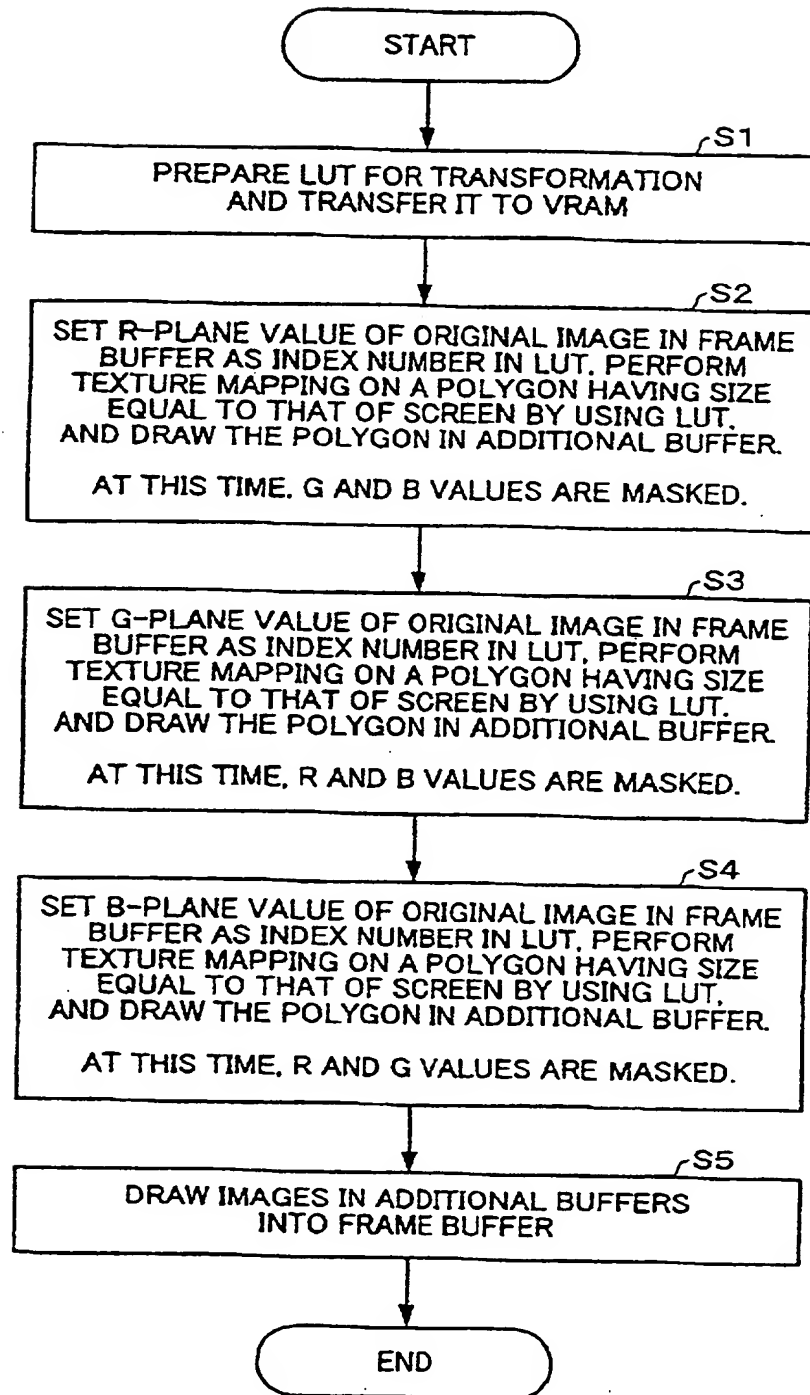 START
S1
PREPARE LUT FOR TRANSFORMATION
AND TRANSFER IT TO VRAM
S2
SET R-PLANE VALUE OF ORIGINAL IMAGE IN FRAME
BUFFER AS INDEX NUMBER IN LUT, PERFORM
TEXTURE MAPPING ON A POLYGON HAVING SIZE
EQUAL TO THAT OF SCREEN BY USING LUT,
AND DRAW THE POLYGON IN ADDITIONAL BUFFER.
AT THIS TIME, G AND B VALUES ARE MASKED.
S3
SET G-PLANE VALUE OF ORIGINAL IMAGE IN FRAME
BUFFER AS INDEX NUMBER IN LUT, PERFORM
TEXTURE MAPPING ON A POLYGON HAVING SIZE
EQUAL TO THAT OF SCREEN BY USING LUT,
AND DRAW THE POLYGON IN ADDITIONAL BUFFER.
AT THIS TIME, R AND B VALUES ARE MASKED.
S4
SET B-PLANE VALUE OF ORIGINAL IMAGE IN FRAME
BUFFER AS INDEX NUMBER IN LUT, PERFORM
TEXTURE MAPPING ON A POLYGON HAVING SIZE
EQUAL TO THAT OF SCREEN BY USING LUT,
AND DRAW THE POLYGON IN ADDITIONAL BUFFER.
AT THIS TIME, R AND G VALUES ARE MASKED.
S5
DRAW IMAGES IN ADDITIONAL BUFFERS
INTO FRAME BUFFER
END